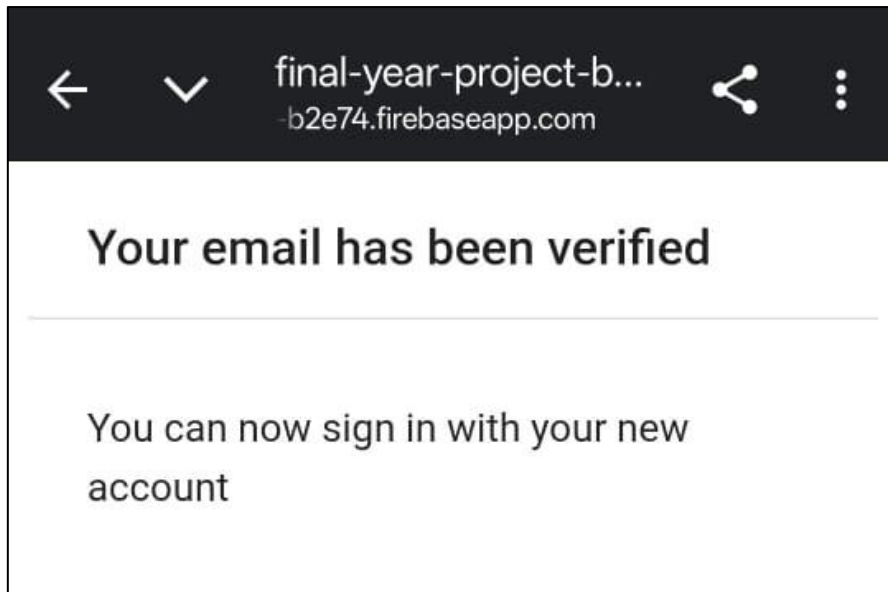 final-year-project-b...
-b2e74.firebaseapp.com
Your email has been verified
You can now sign in with your new
account